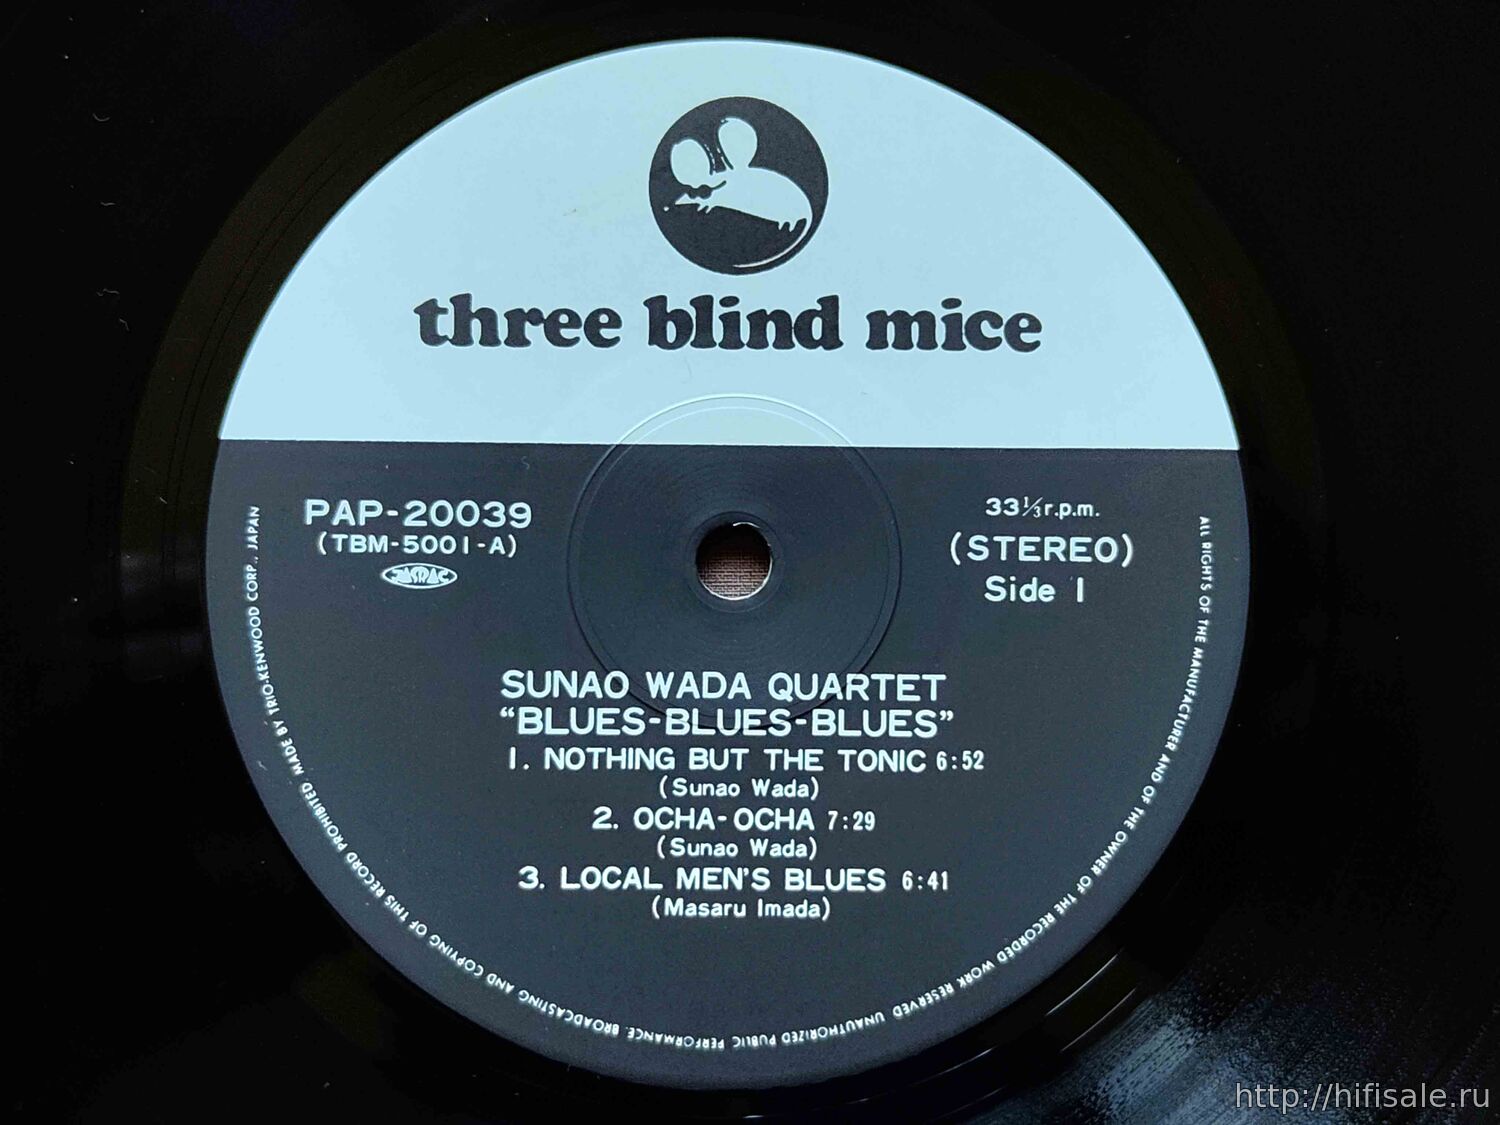 three blind mice
PAP-20039
(TBM-5001-A)
JASRAC
33⅓ r.p.m.
(STEREO)
Side 1
SUNAO WADA QUARTET
“BLUES-BLUES-BLUES”
1. NOTHING BUT THE TONIC 6:52
(Sunao Wada)
2. OCHA-OCHA 7:29
(Sunao Wada)
3. LOCAL MEN'S BLUES 6:41
(Masaru Imada)
ALL RIGHTS OF THE MANUFACTURER AND OF THE OWNER OF THE RECORDED WORK RESERVED UNAUTHORIZED PUBLIC PERFORMANCE. BROADCASTING AND COPYING OF THIS RECORD PROHIBITED. MADE BY TRIO-KENWOOD CORP., JAPAN
http://hifisale.ru